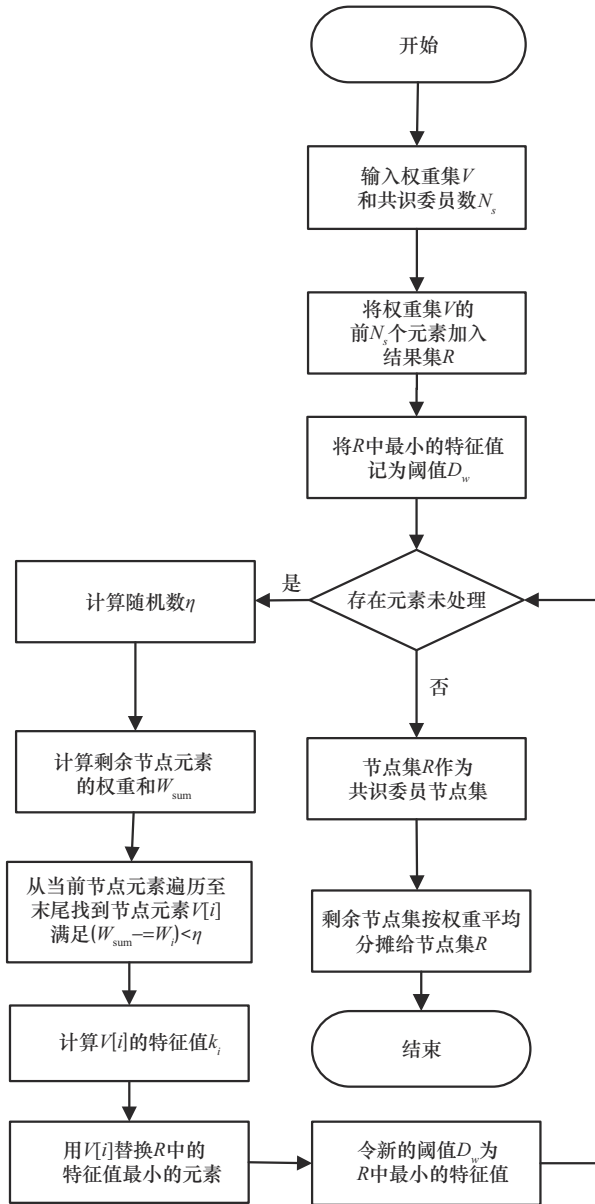 开始
输入权重集V
和共识委员数Nₛ
将权重集V的
前Nₛ个元素加入
结果集R
将R中最小的特征值
记为阈值D_w
存在元素未处理
是
否
计算随机数η
计算剩余节点元素
的权重和W_sum
从当前节点元素遍历至
末尾找到节点元素V[i]
满足(W_sum−=W_i)<η
计算V[i]的特征值k_i
用V[i]替换R中的
特征值最小的元素
令新的阈值D_w为
R中最小的特征值
节点集R作为
共识委员节点集
剩余节点集按权重平均
分摊给节点集R
结束